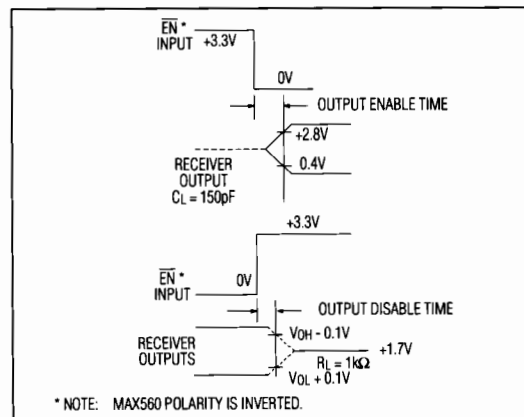 EN *
INPUT
+3.3V
0V
OUTPUT ENABLE TIME
+2.8V
0.4V
RECEIVER
OUTPUT
CL = 150pF
+3.3V
EN *
INPUT
0V
OUTPUT DISABLE TIME
RECEIVER
OUTPUTS
VOH - 0.1V
+1.7V
RL = 1kΩ
VOL + 0.1V
* NOTE: MAX560 POLARITY IS INVERTED.